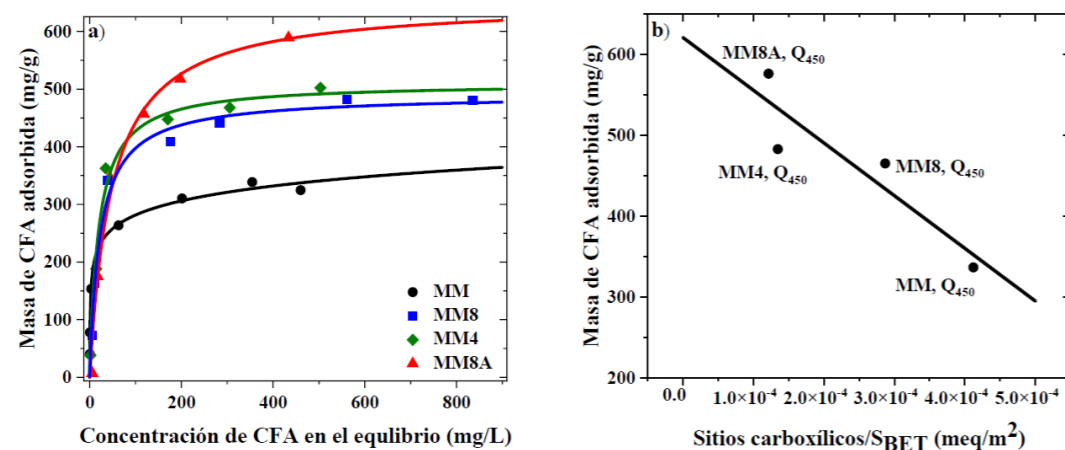 a)
Masa de CFA adsorbida (mg/g)
600
500
400
300
200
100
0
MM
MM8
MM4
MM8A
0
200
400
600
800
Concentración de CFA en el equlibrio (mg/L)
b)
Masa de CFA adsorbida (mg/g)
600
500
400
300
200
MM8A, Q450
MM4, Q450
MM8, Q450
MM, Q450
0.0
1.0×10-4
2.0×10-4
3.0×10-4
4.0×10-4
5.0×10-4
Sitios carboxílicos/SBET (meq/m2)